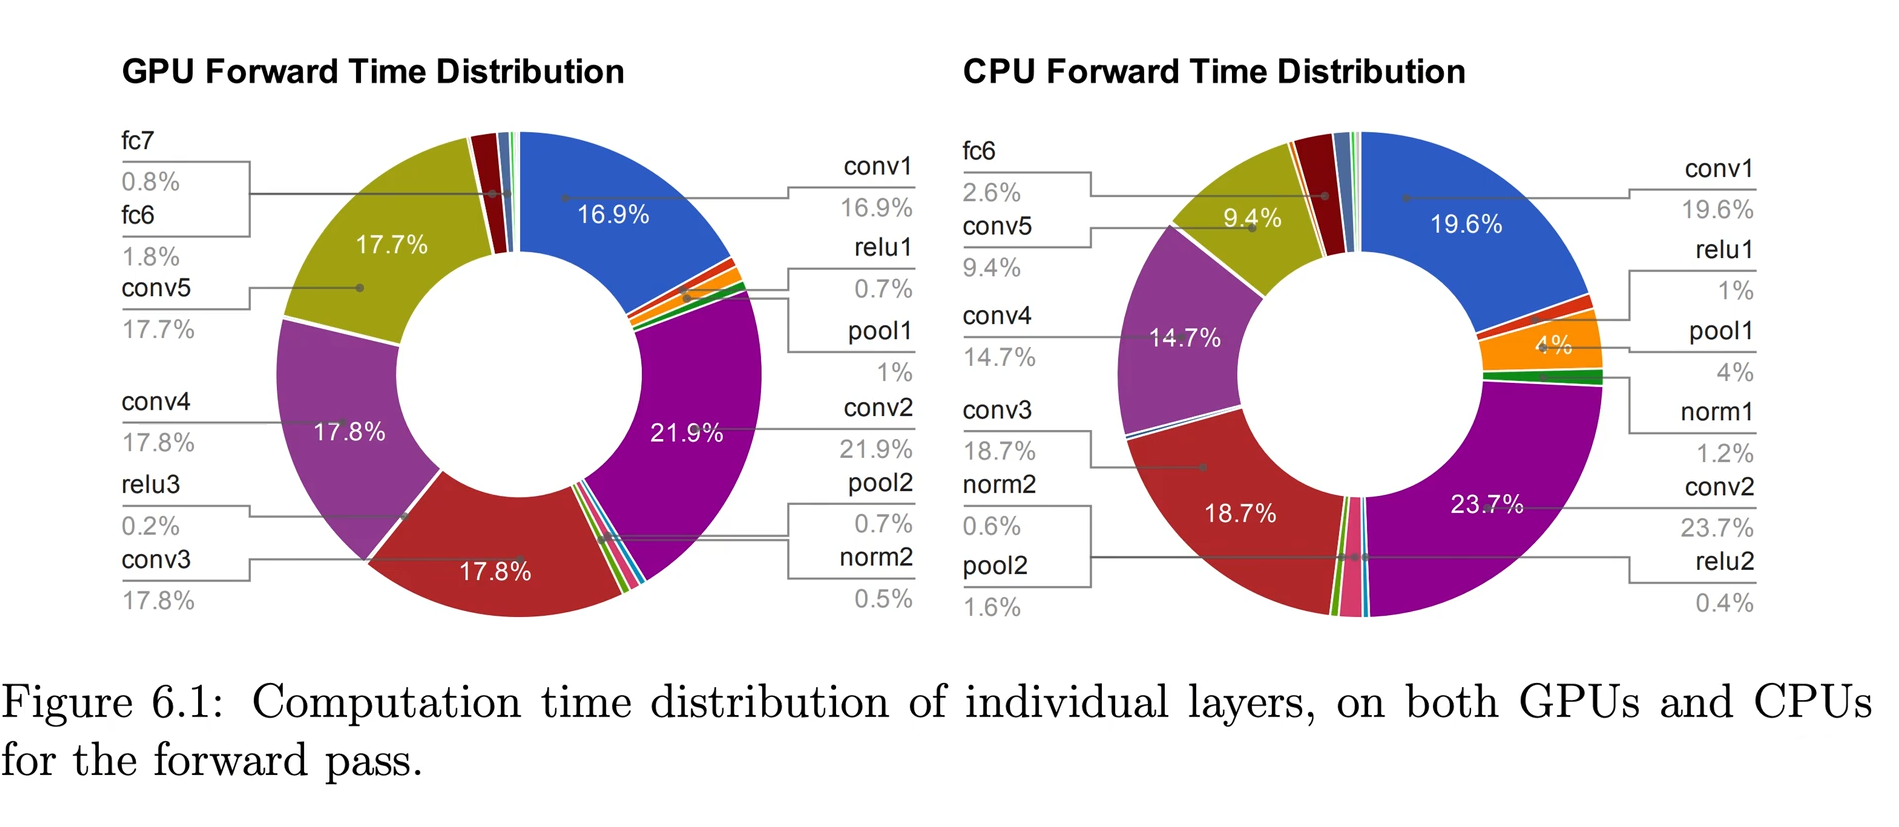 GPU Forward Time Distribution
fc7
0.8%
fc6
1.8%
conv5
17.7%
conv4
17.8%
relu3
0.2%
conv3
17.8%
16.9%
21.9%
17.8%
17.8%
17.7%
conv1
16.9%
relu1
0.7%
pool1
1%
conv2
21.9%
pool2
0.7%
norm2
0.5%
CPU Forward Time Distribution
fc6
2.6%
conv5
9.4%
conv4
14.7%
conv3
18.7%
norm2
0.6%
pool2
1.6%
19.6%
4%
23.7%
18.7%
14.7%
9.4%
conv1
19.6%
relu1
1%
pool1
4%
norm1
1.2%
conv2
23.7%
relu2
0.4%
Figure 6.1: Computation time distribution of individual layers, on both GPUs and CPUs
for the forward pass.